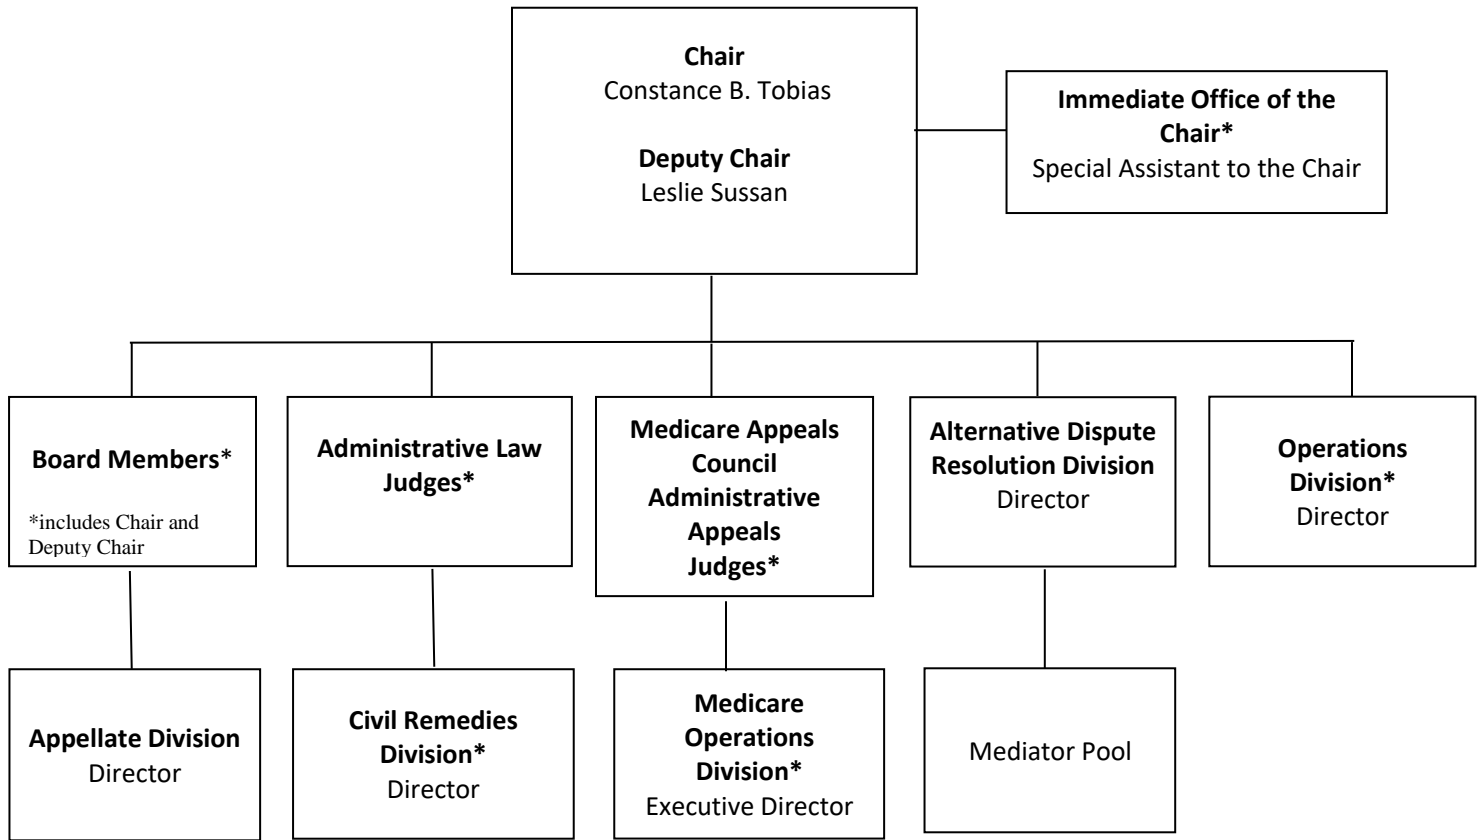 Chair
Constance B. Tobias
Deputy Chair
Leslie Sussan
Immediate Office of the
Chair*
Special Assistant to the Chair
Board Members*
*includes Chair and
Deputy Chair
Administrative Law
Judges*
Medicare Appeals
Council
Administrative
Appeals
Judges*
Alternative Dispute
Resolution Division
Director
Operations
Division*
Director
Appellate Division
Director
Civil Remedies
Division*
Director
Medicare
Operations
Division*
Executive Director
Mediator Pool